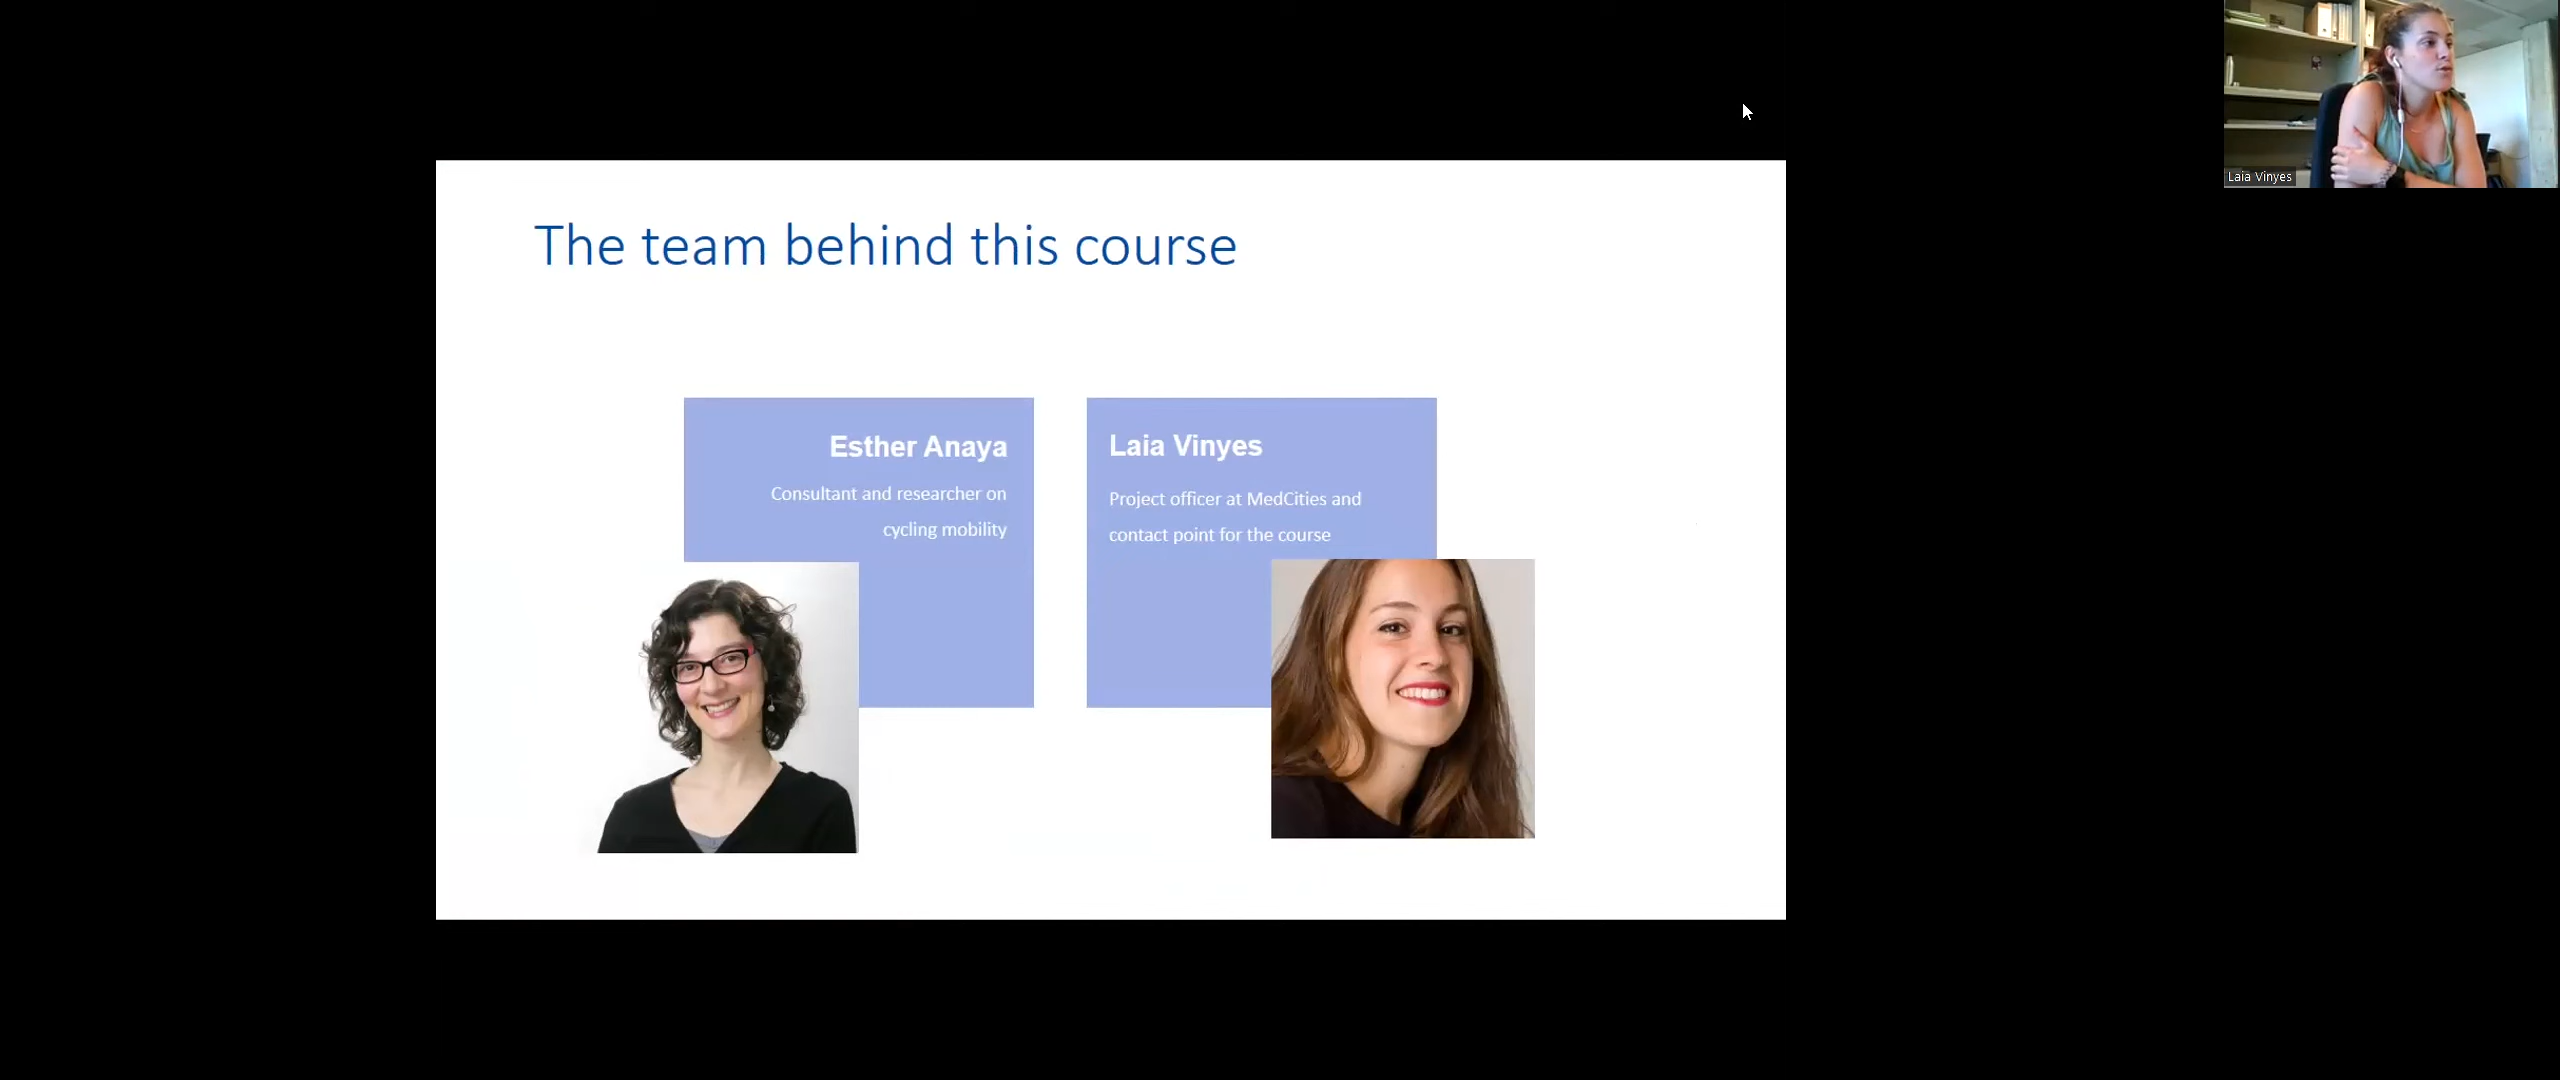 The team behind this course
Esther Anaya
Consultant and researcher on
cycling mobility
Laia Vinyes
Project officer at MedCities and
contact point for the course
Laia Vinyes